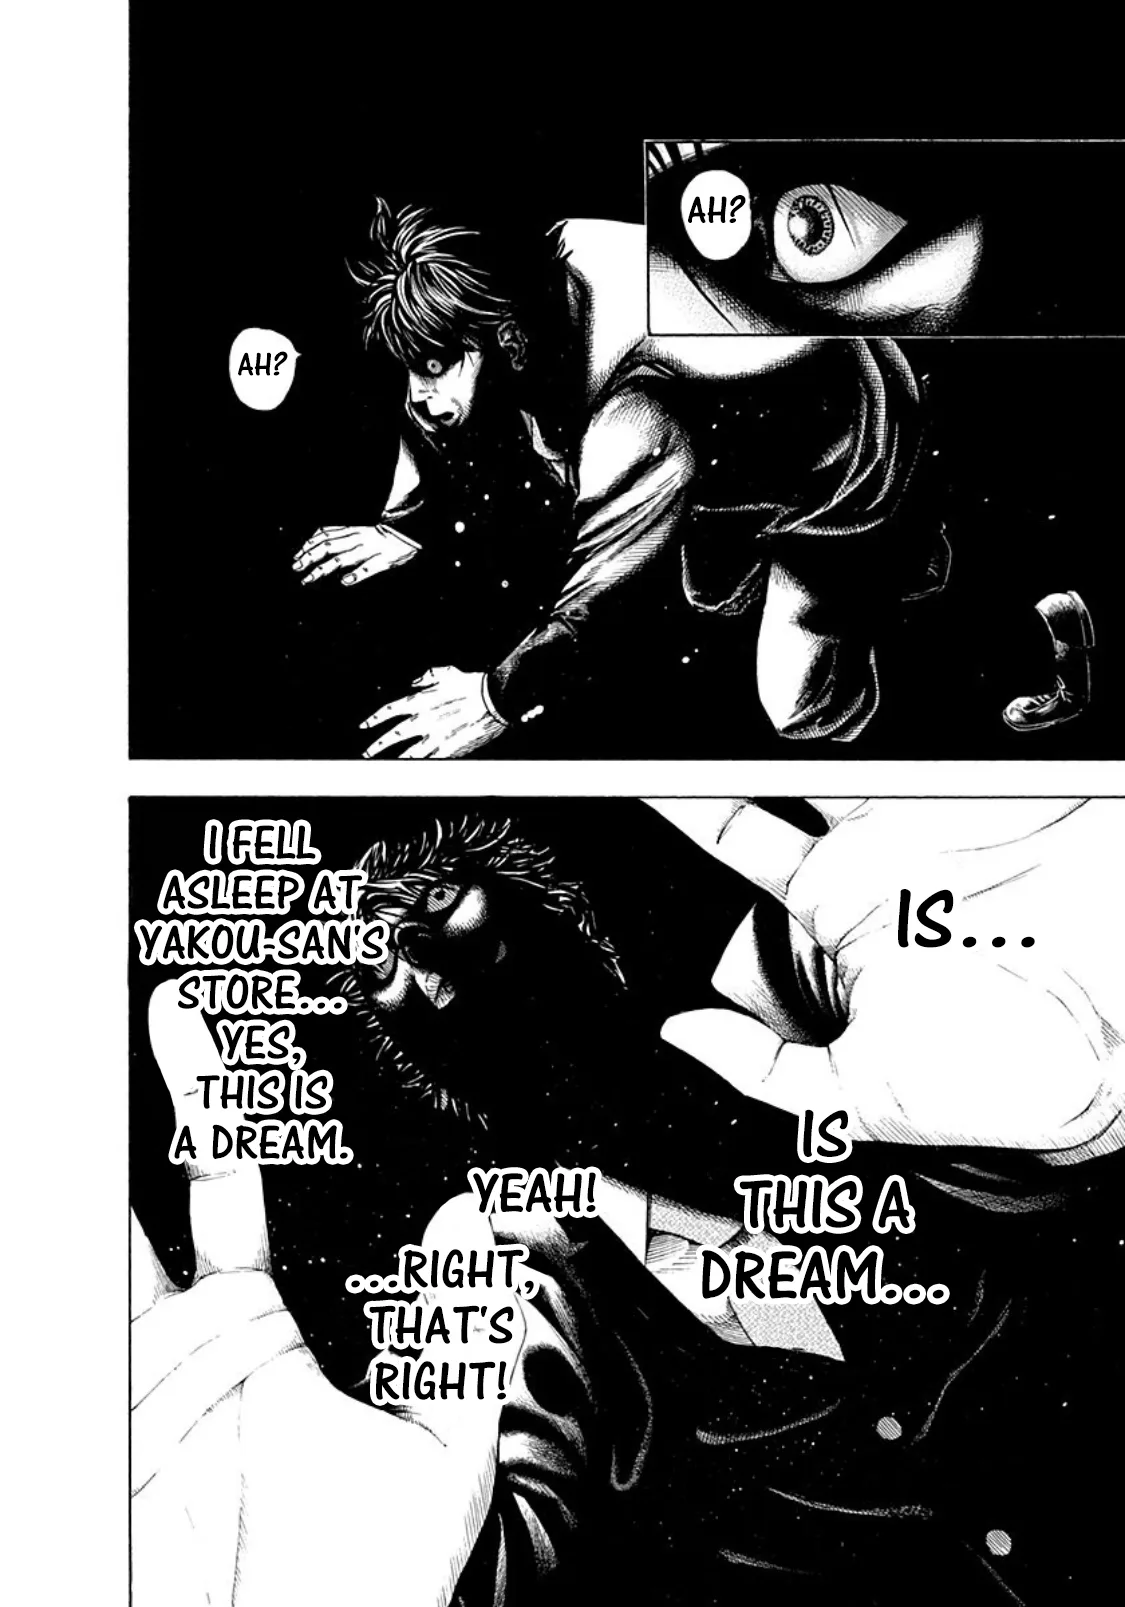 AH?
AH?
IS...
IS
THIS A
DREAM...
YEAH!
...RIGHT,
THAT'S
RIGHT!
I FELL
ASLEEP AT
YAKOU-SAN'S
STORE...
YES,
THIS IS
A DREAM.